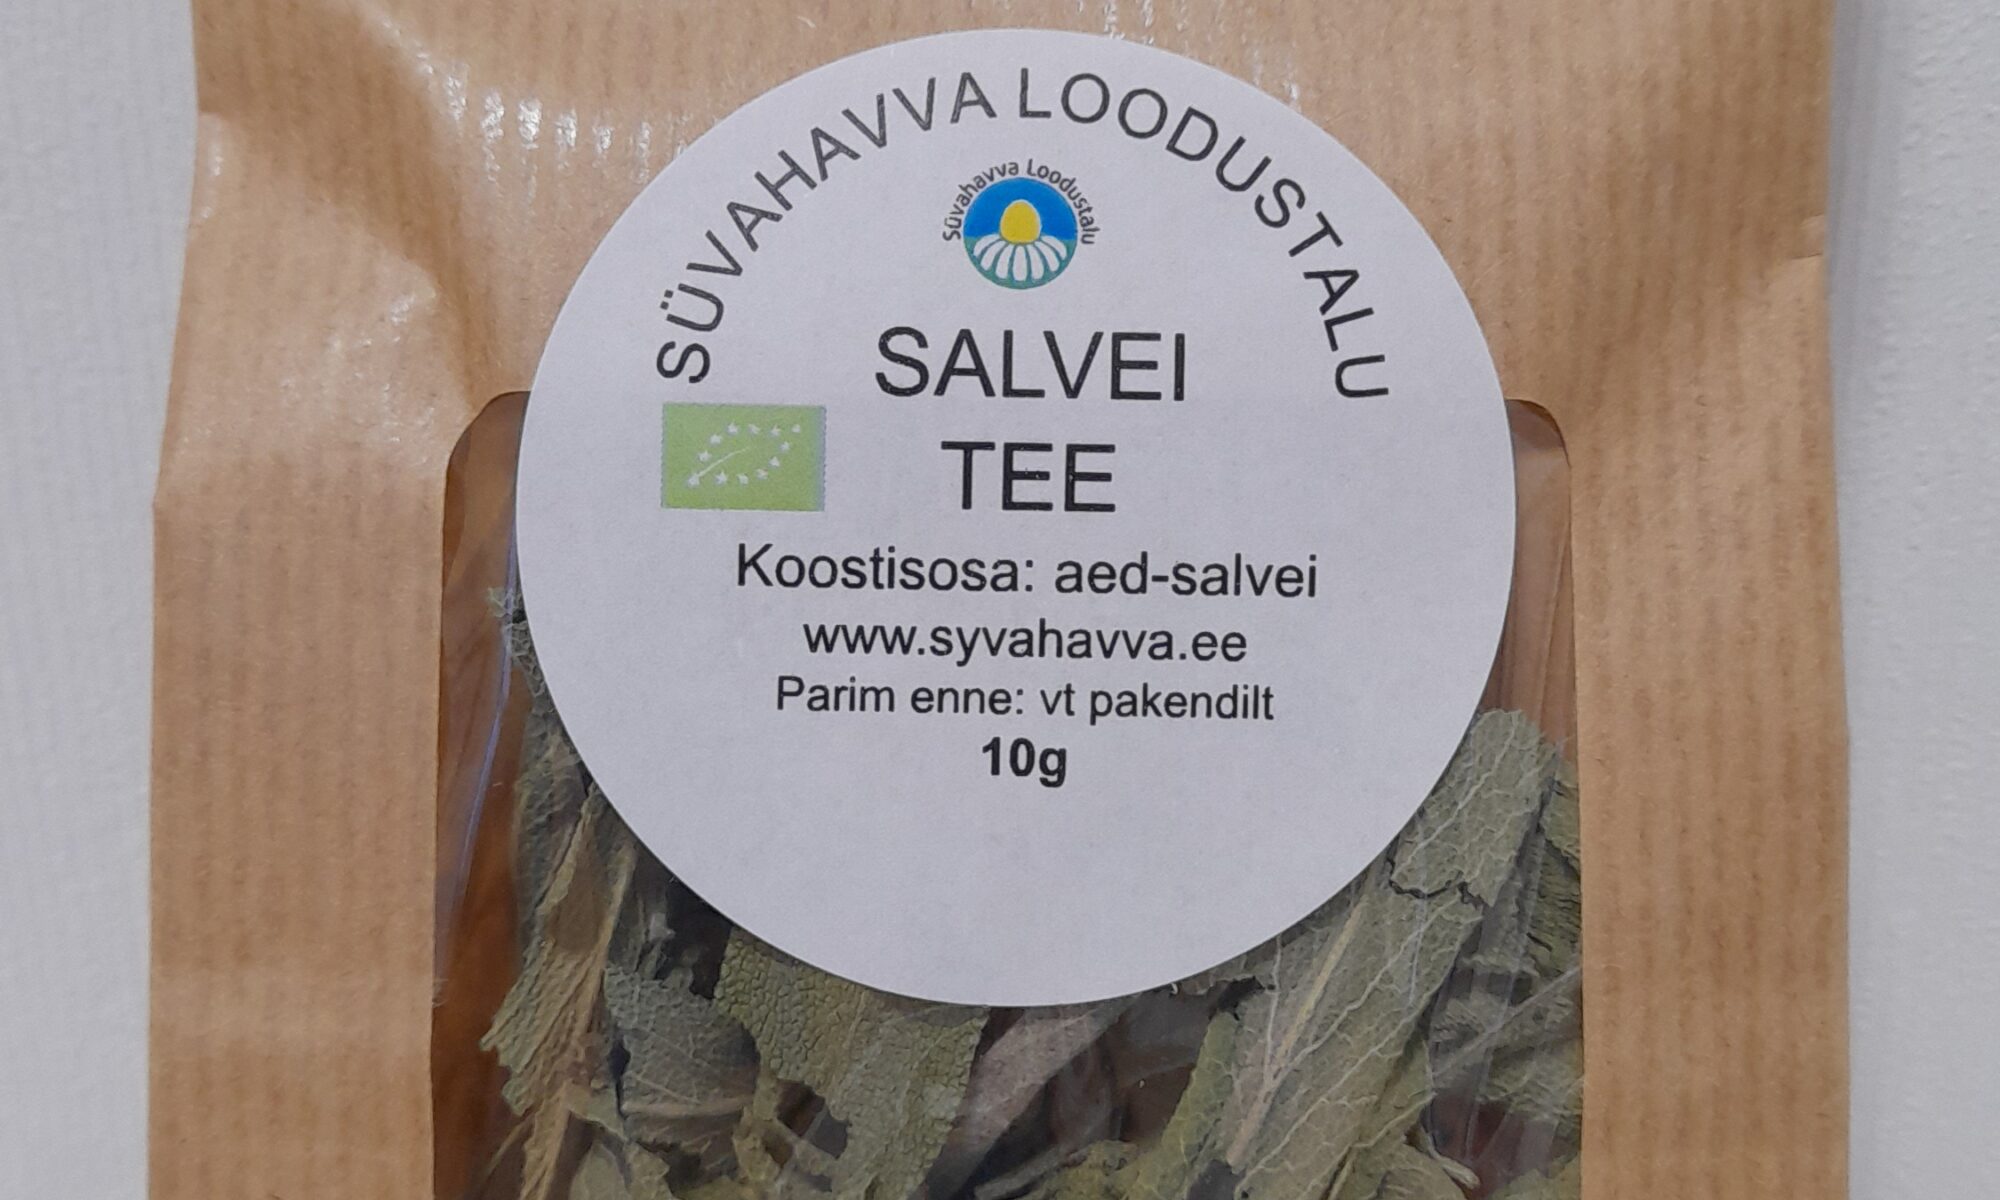 SÜVAHAVVA LOODUSTALU
Süvahavva Loodustalu
SALVEI
TEE
Koostisosa: aed-salvei
www.syvahavva.ee
Parim enne: vt pakendilt
10g